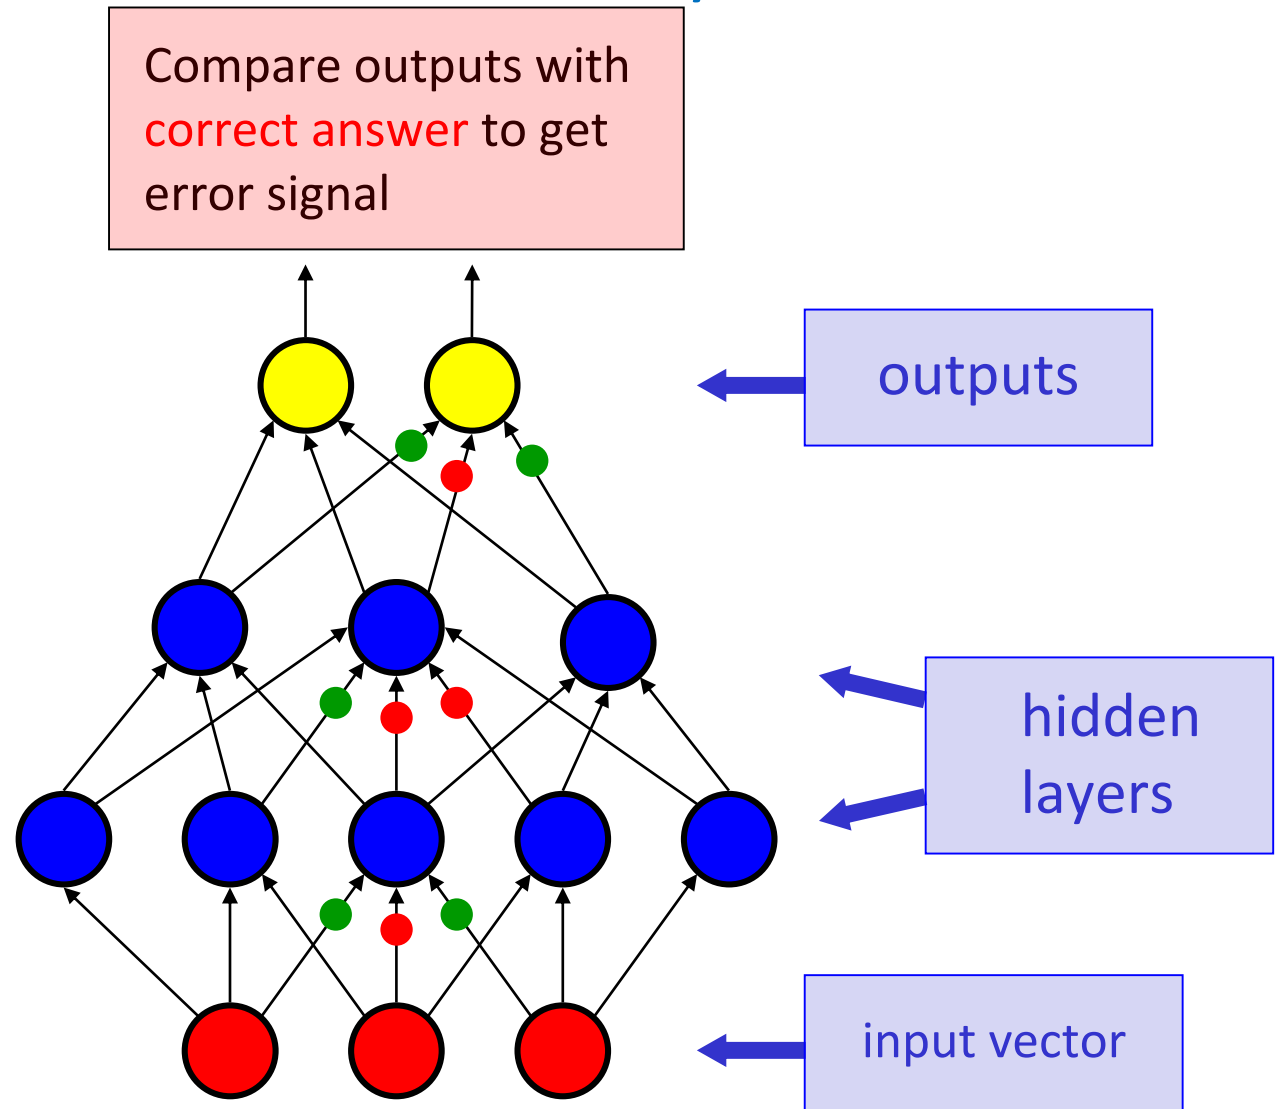 Compare outputs with
correct answer to get
error signal
outputs
hidden
layers
input vector